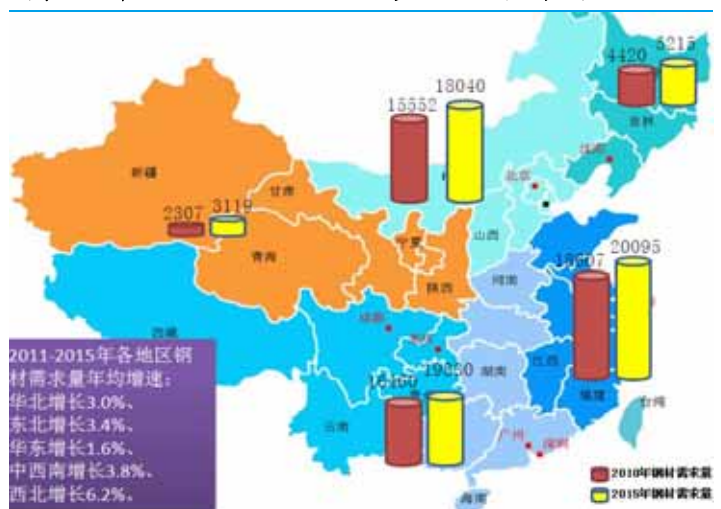 5215
4420
18040
15552
吉林
沈阳
新疆
北京
甘肃
3119
2307
山西
宁夏
20095
青海
河南
陕西
西藏
成都
2011-2015年各地区钢
材需求量年均增速:
华北增长3.0%、
东北增长3.4%、
华东增长1.6%、
中西南增长3.8%、
西北增长6.2%、
江西
湖南
云南
福建
台湾
广州
深圳
海南
2010年钢材需求量
2015年钢材需求量